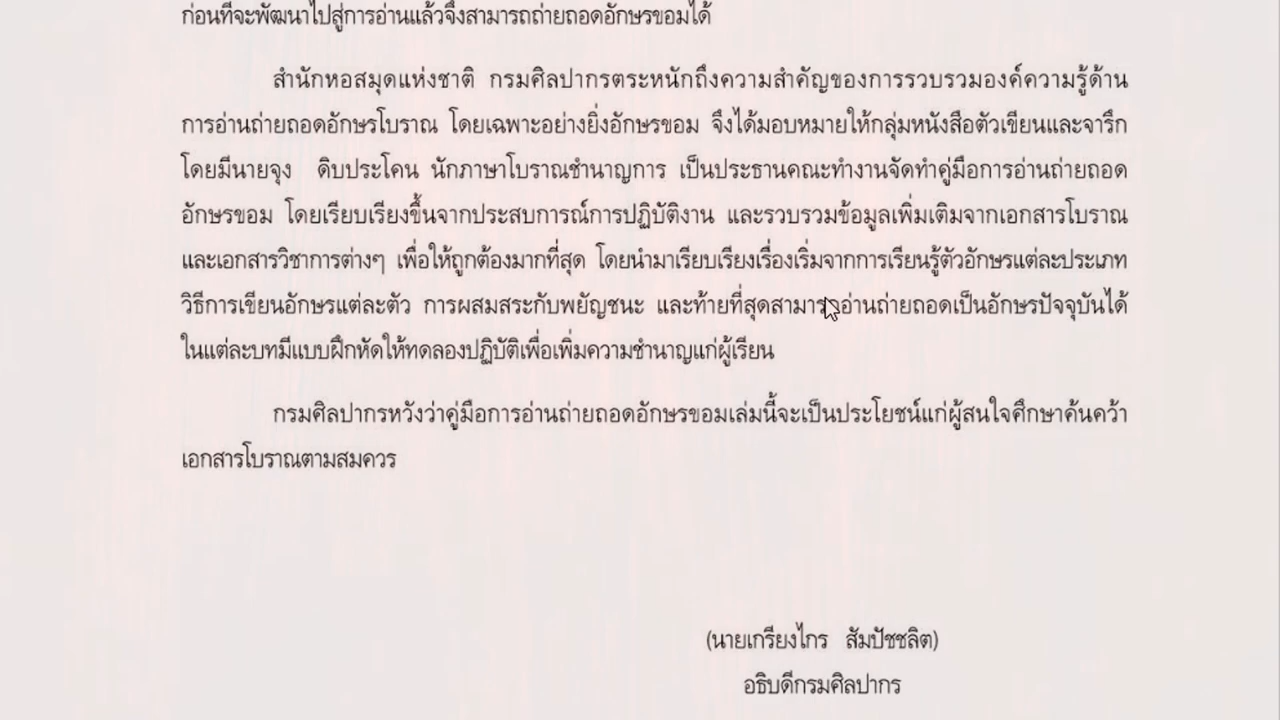 ก่อนที่จะพัฒนาไปสู่การอ่านแล้วจึงสามารถถ่ายถอดอักษรขอมได้
สำนักหอสมุดแห่งชาติ กรมศิลปากรตระหนักถึงความสำคัญของการรวบรวมองค์ความรู้ด้าน
การอ่านถ่ายถอดอักษรโบราณ โดยเฉพาะอย่างยิ่งอักษรขอม จึงได้มอบหมายให้กลุ่มหนังสือตัวเขียนและจารึก
โดยมีนายจุง ดิบประโคน นักภาษาโบราณชำนาญการ เป็นประธานคณะทำงานจัดทำคู่มือการอ่านถ่ายถอด
อักษรขอม โดยเรียบเรียงขึ้นจากประสบการณ์การปฏิบัติงาน และรวบรวมข้อมูลเพิ่มเติมจากเอกสารโบราณ
และเอกสารวิชาการต่างๆ เพื่อให้ถูกต้องมากที่สุด โดยนำมาเรียบเรียงเรื่องเริ่มจากการเรียนรู้ตัวอักษรแต่ละประเภท
วิธีการเขียนอักษรแต่ละตัว การผสมสระกับพยัญชนะ และท้ายที่สุดสามารถอ่านถ่ายถอดเป็นอักษรปัจจุบันได้
ในแต่ละบทมีแบบฝึกหัดให้ทดลองปฏิบัติเพื่อเพิ่มความชำนาญแก่ผู้เรียน
กรมศิลปากรหวังว่าคู่มือการอ่านถ่ายถอดอักษรขอมเล่มนี้จะเป็นประโยชน์แก่ผู้สนใจศึกษาค้นคว้า
เอกสารโบราณตามสมควร
(นายเกรียงไกร สัมปัชชลิต)
อธิบดีกรมศิลปากร